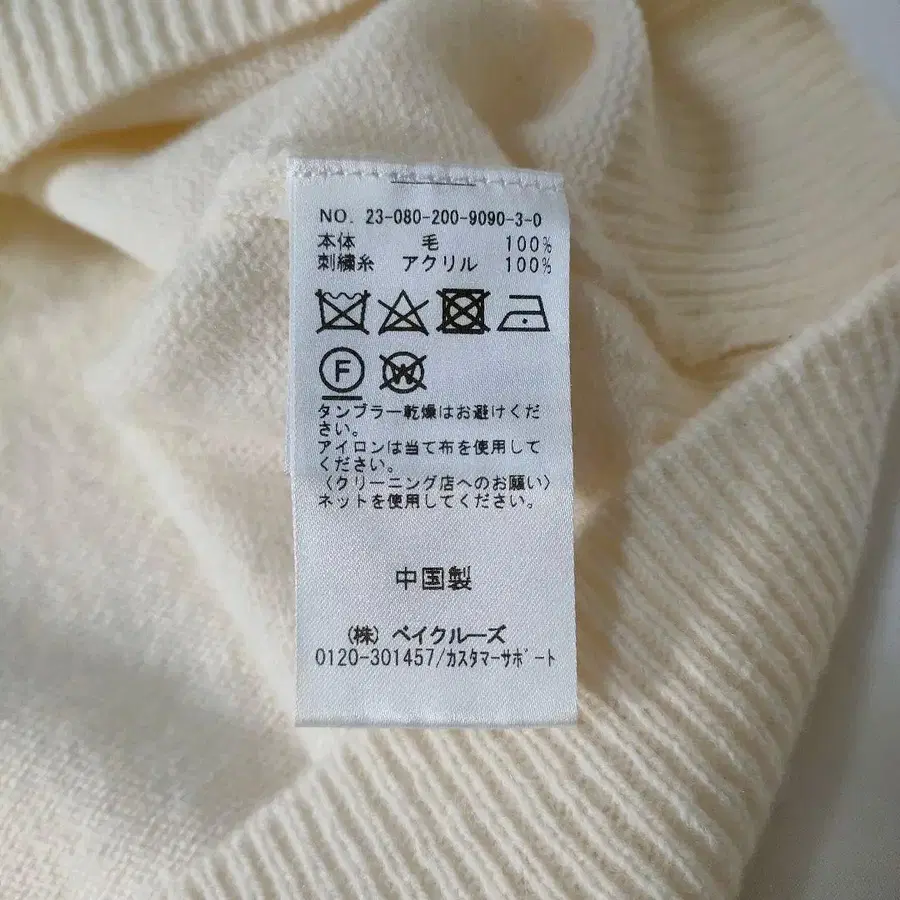 NO. 23-080-200-9090-3-0
本体 毛 100%
刺繍糸 アクリル 100%
F W
タンブラー乾燥はお避けくだ
さい。
アイロンは当て布を使用して
ください。
〈クリーニング店へのお願い〉
ネットを使用してください。
中国製
(株) ベイクルーズ
0120-301457/カスタマーサポート